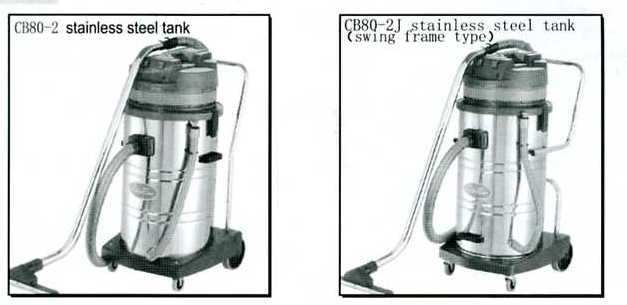 CB80-2 stainless steel tank
CB80-2J stainless steel tank
(swing frame type)